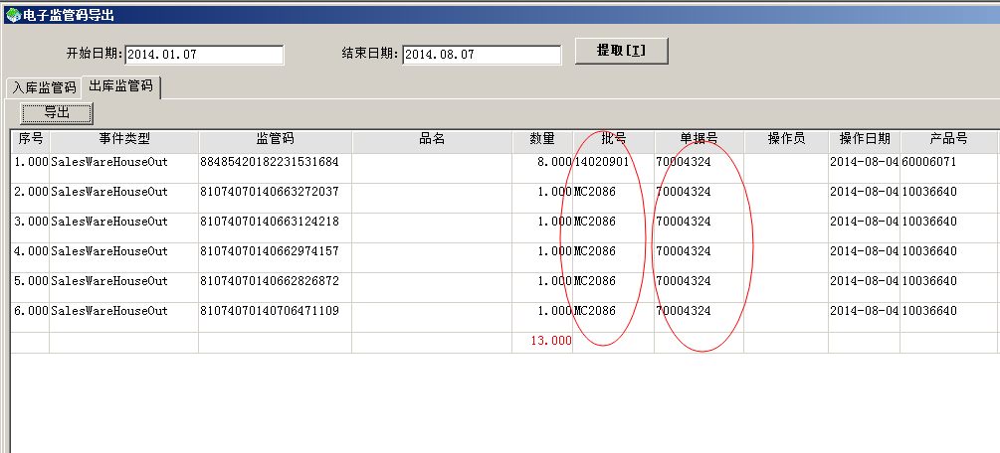 电子监管码导出
开始日期: 2014.01.07 结束日期: 2014.08.07 提取[I]
入库监管码 出库监管码
导出
序号 事件类型 监管码 品名 数量 批号 单据号 操作员 操作日期 产品号
1.000 SalesWareHouseOut 88485420182231531684 8.000 14020901 70004324 2014-08-04 60006071
2.000 SalesWareHouseOut 81074070140663272037 1.000 MC2086 70004324 2014-08-04 10036640
3.000 SalesWareHouseOut 81074070140663124218 1.000 MC2086 70004324 2014-08-04 10036640
4.000 SalesWareHouseOut 81074070140662974157 1.000 MC2086 70004324 2014-08-04 10036640
5.000 SalesWareHouseOut 81074070140662826872 1.000 MC2086 70004324 2014-08-04 10036640
6.000 SalesWareHouseOut 81074070140706471109 1.000 MC2086 70004324 2014-08-04 10036640
13.000